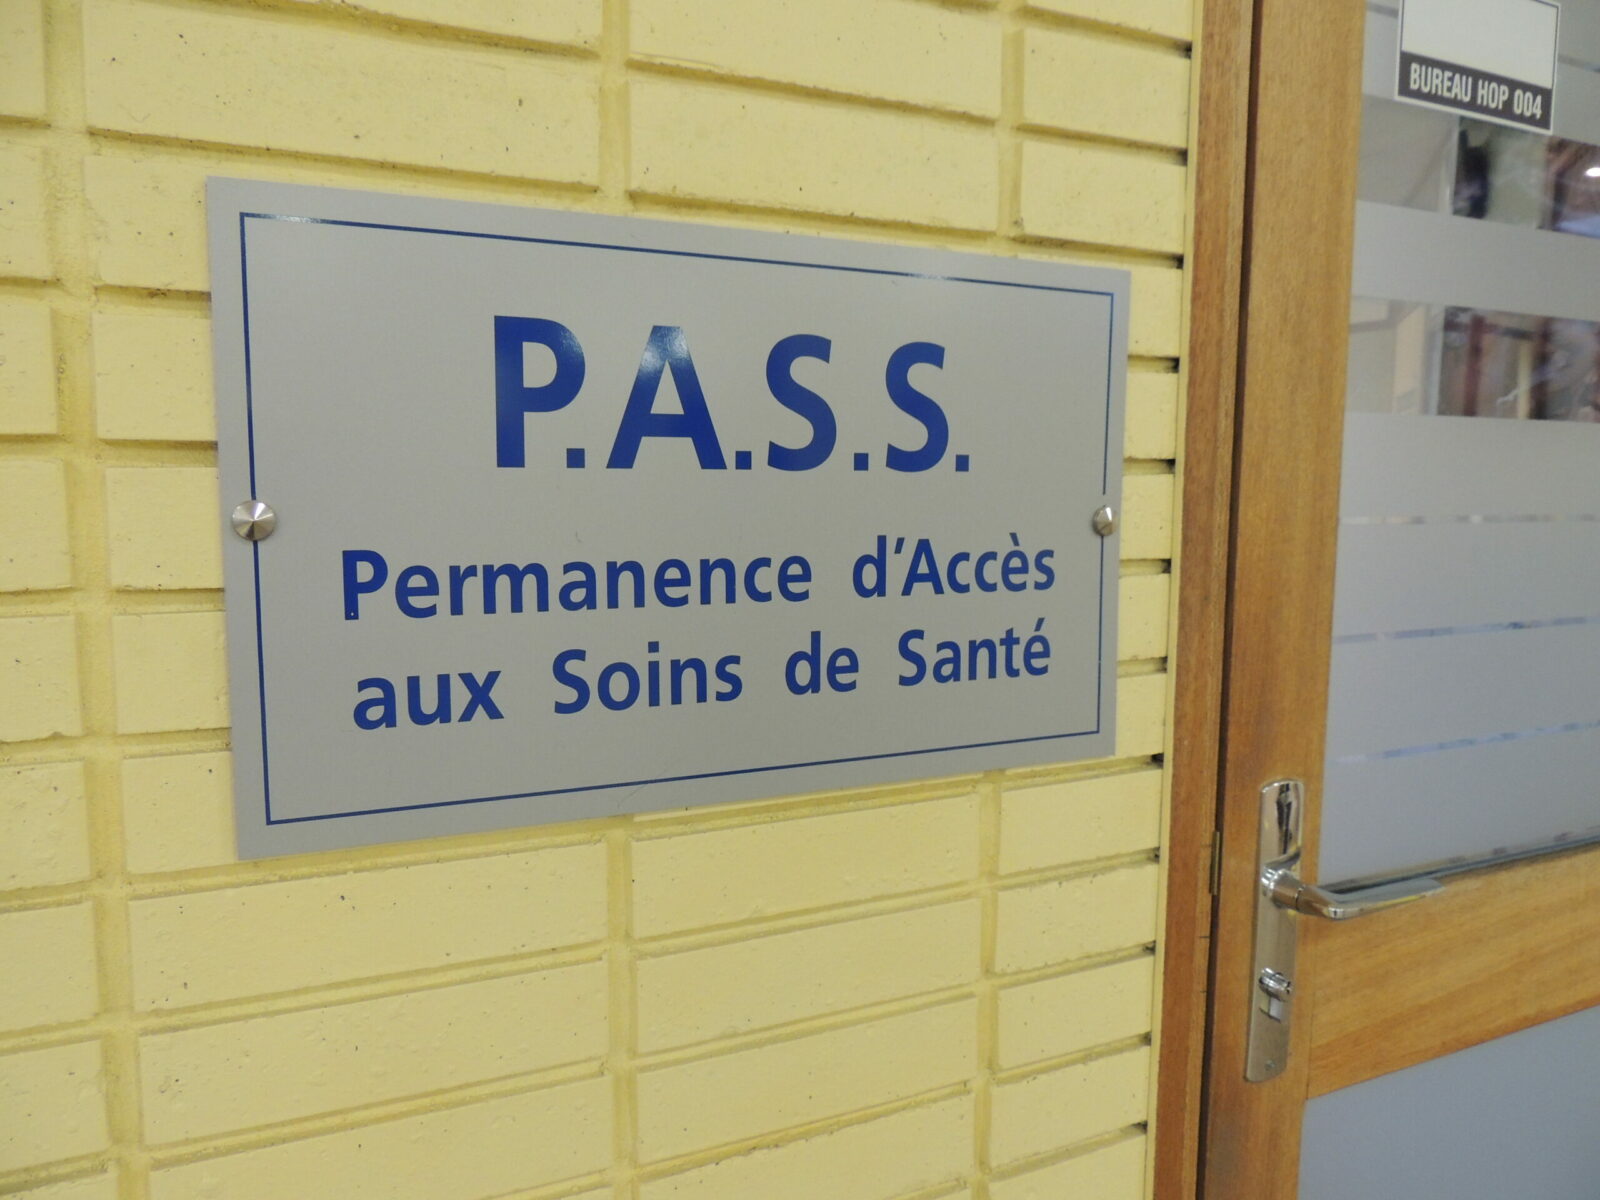 BUREAU HOP 004
P.A.S.S.
Permanence d'Accès
aux Soins de Santé